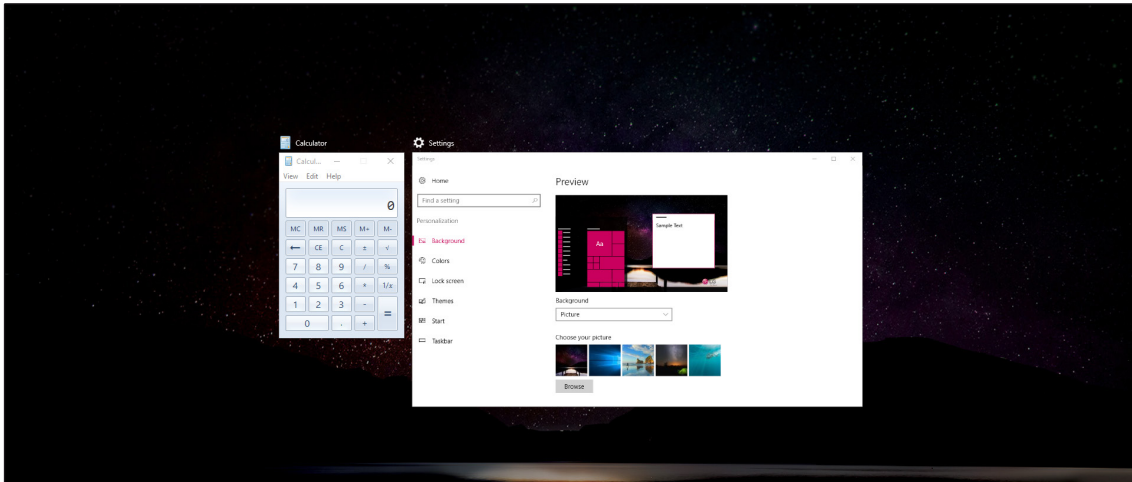 Calculator
Calcul...
View Edit Help
0
MC MR MS M+ M-
← CE C ± √
7 8 9 / %
4 5 6 * 1/x
1 2 3 - =
0 . +
Settings
Settings
Home
Find a setting
Personalization
Background
Colors
Lock screen
Themes
Start
Taskbar
Preview
Sample Text
Aa
Background
Picture
Choose your picture
Browse